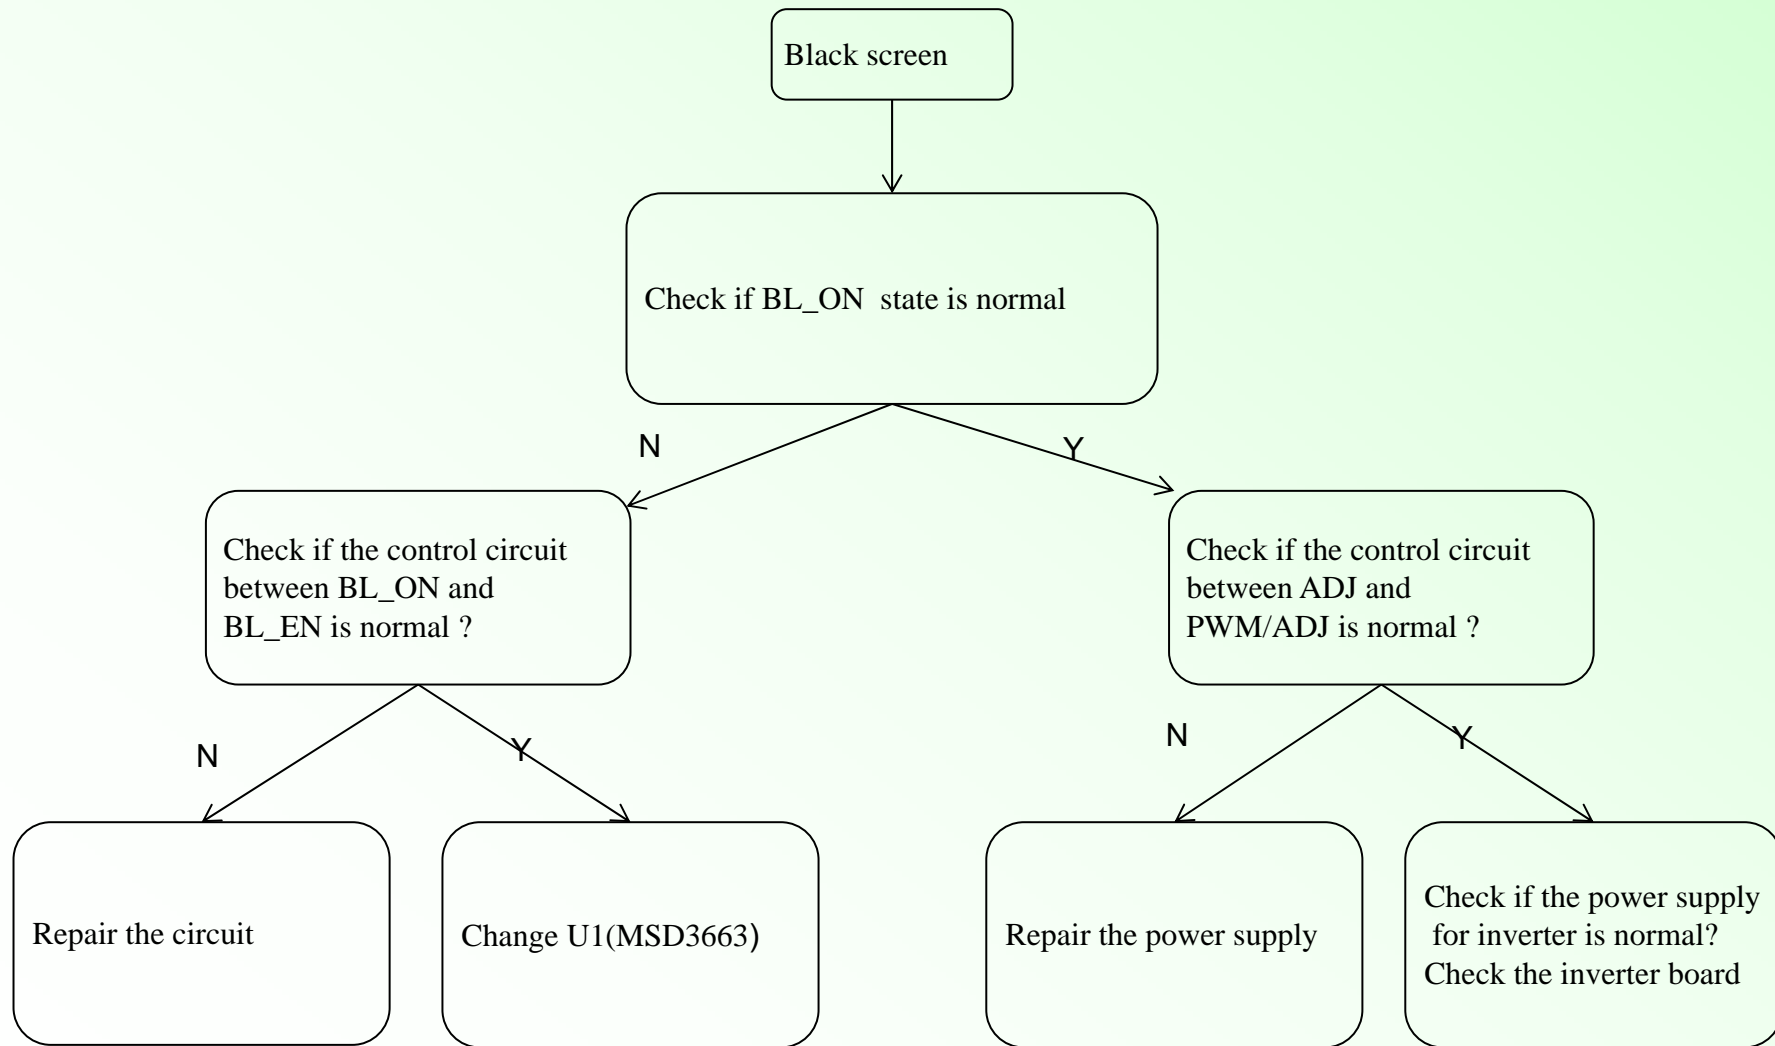 Black screen
Check if BL_ON  state is normal
N
Y
Check if the control circuit
between BL_ON and
BL_EN is normal ?
Check if the control circuit
between ADJ and
PWM/ADJ is normal ?
N
Y
N
Y
Repair the circuit
Change U1(MSD3663)
Repair the power supply
Check if the power supply
for inverter is normal?
Check the inverter board